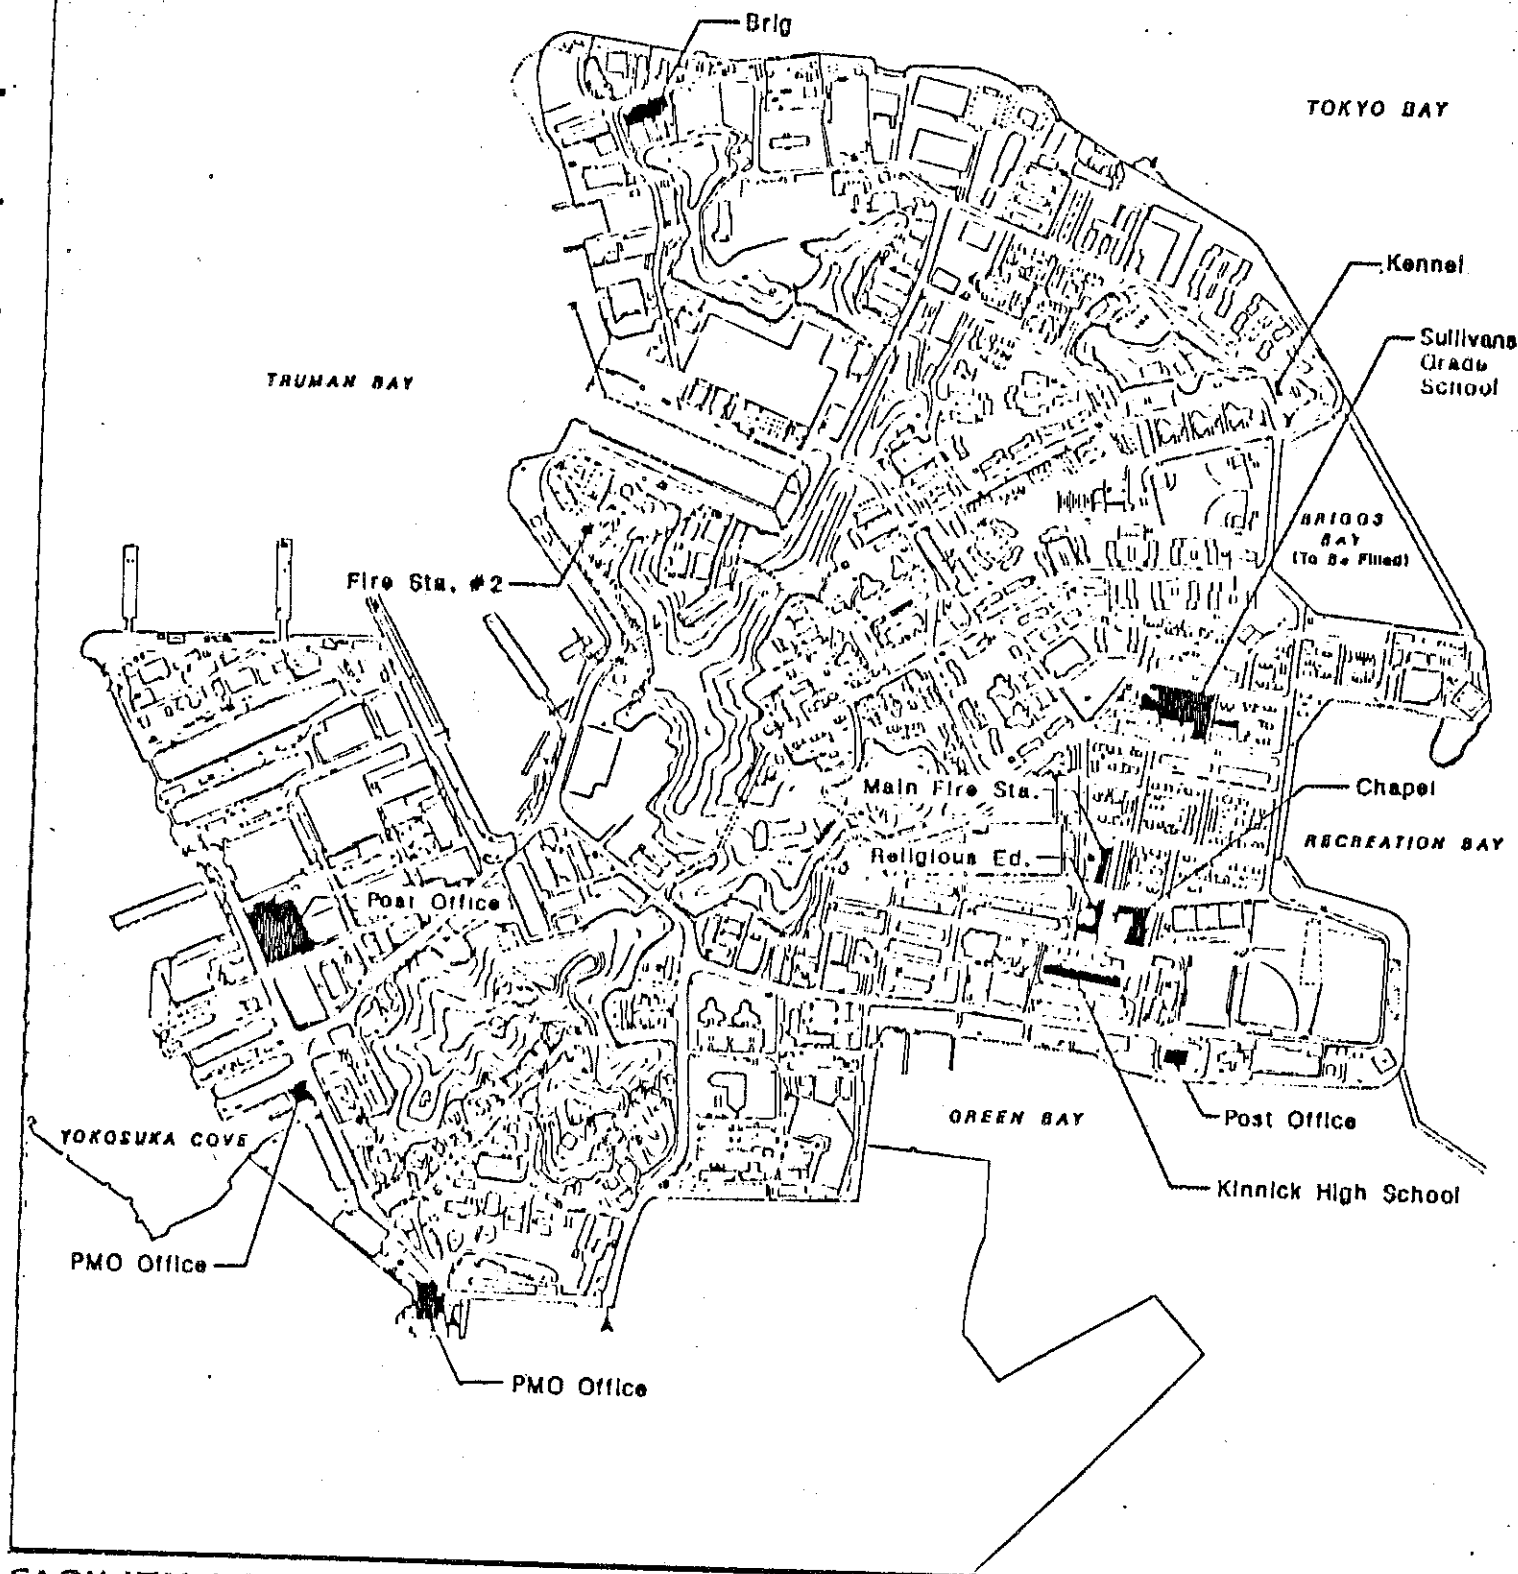 Brig
TOKYO BAY
Kennel
Sullivans
Grade
School
TRUMAN BAY
BRIGGS
BAY
(To Be Filled)
Fire Sta. #2
Main Fire Sta.
Chapel
Religious Ed.
RECREATION BAY
Post Office
YOKOSUKA COVE
GREEN BAY
Post Office
Kinnick High School
PMO Office
PMO Office